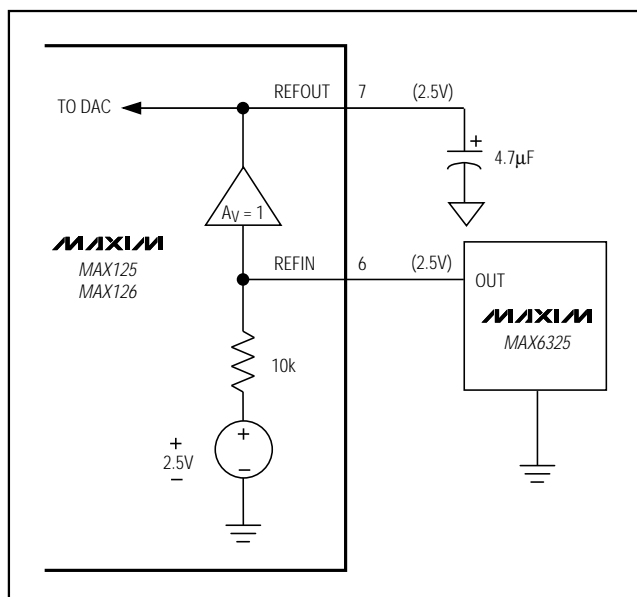 REFOUT 7 (2.5V)
TO DAC
+
4.7µF
AV = 1
MAXIM
MAX125
MAX126
REFIN 6 (2.5V)
OUT
MAXIM
MAX6325
10k
+
2.5V
−
+
−